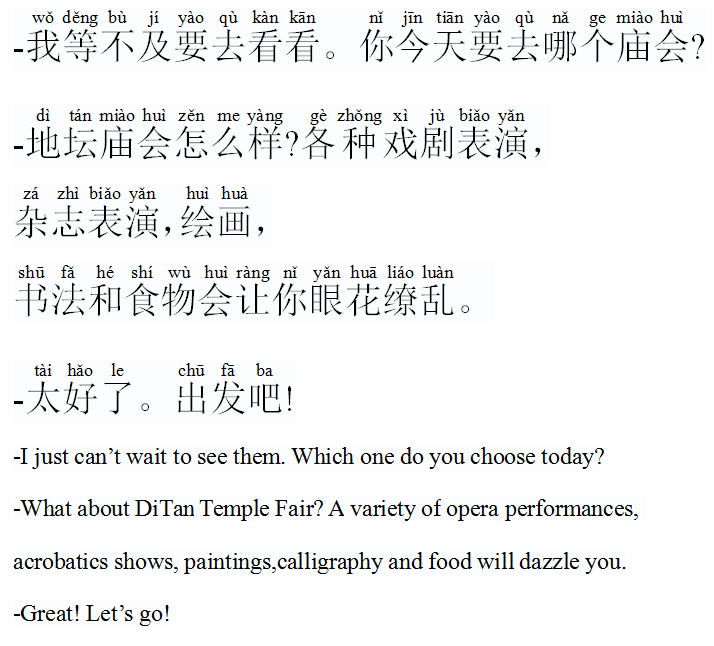 wǒ děng bù jí yào qù kàn kān nǐ jīn tiān yào qù nǎ ge miào huì
-我等不及要去看看。你今天要去哪个庙会?
dì tán miào huì zěn me yàng gè zhǒng xì jù biǎo yǎn
-地坛庙会怎么样?各种戏剧表演,
zá zhì biǎo yǎn huì huà
杂志表演,绘画,
shū fǎ hé shí wù huì ràng nǐ yǎn huā liáo luàn
书法和食物会让你眼花缭乱。
tài hǎo le chū fā ba
-太好了。出发吧!
-I just can’t wait to see them. Which one do you choose today?
-What about DiTan Temple Fair? A variety of opera performances,
acrobatics shows, paintings,calligraphy and food will dazzle you.
-Great! Let’s go!